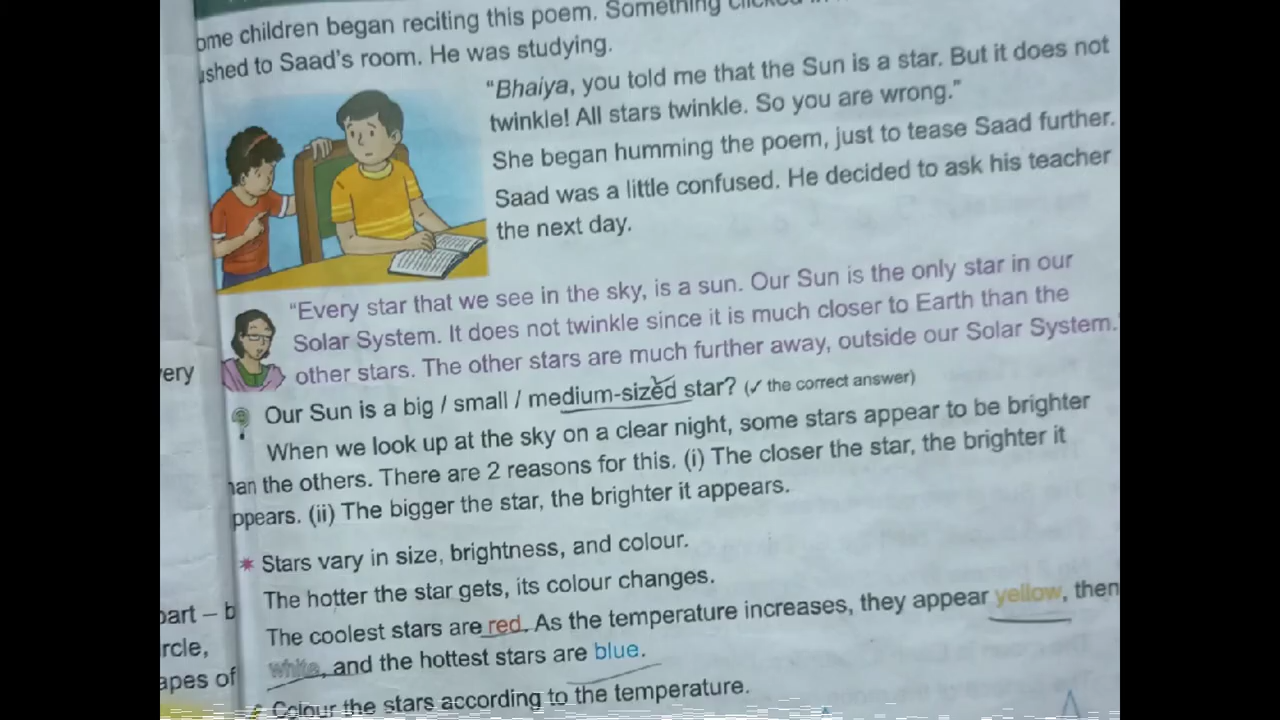 ome children began reciting this poem. Something clicked in
ushed to Saad's room. He was studying.
"Bhaiya, you told me that the Sun is a star. But it does not
twinkle! All stars twinkle. So you are wrong."
She began humming the poem, just to tease Saad further.
Saad was a little confused. He decided to ask his teacher
the next day.
"Every star that we see in the sky, is a sun. Our Sun is the only star in our
Solar System. It does not twinkle since it is much closer to Earth than the
other stars. The other stars are much further away, outside our Solar System."
very
Our Sun is a big / small / medium-sized star? (✓ the correct answer)
When we look up at the sky on a clear night, some stars appear to be brighter
han the others. There are 2 reasons for this. (i) The closer the star, the brighter it
ppears. (ii) The bigger the star, the brighter it appears.
* Stars vary in size, brightness, and colour.
The hotter the star gets, its colour changes.
The coolest stars are red. As the temperature increases, they appear yellow, then
white, and the hottest stars are blue.
Colour the stars according to the temperature.
part – b
rcle,
apes of